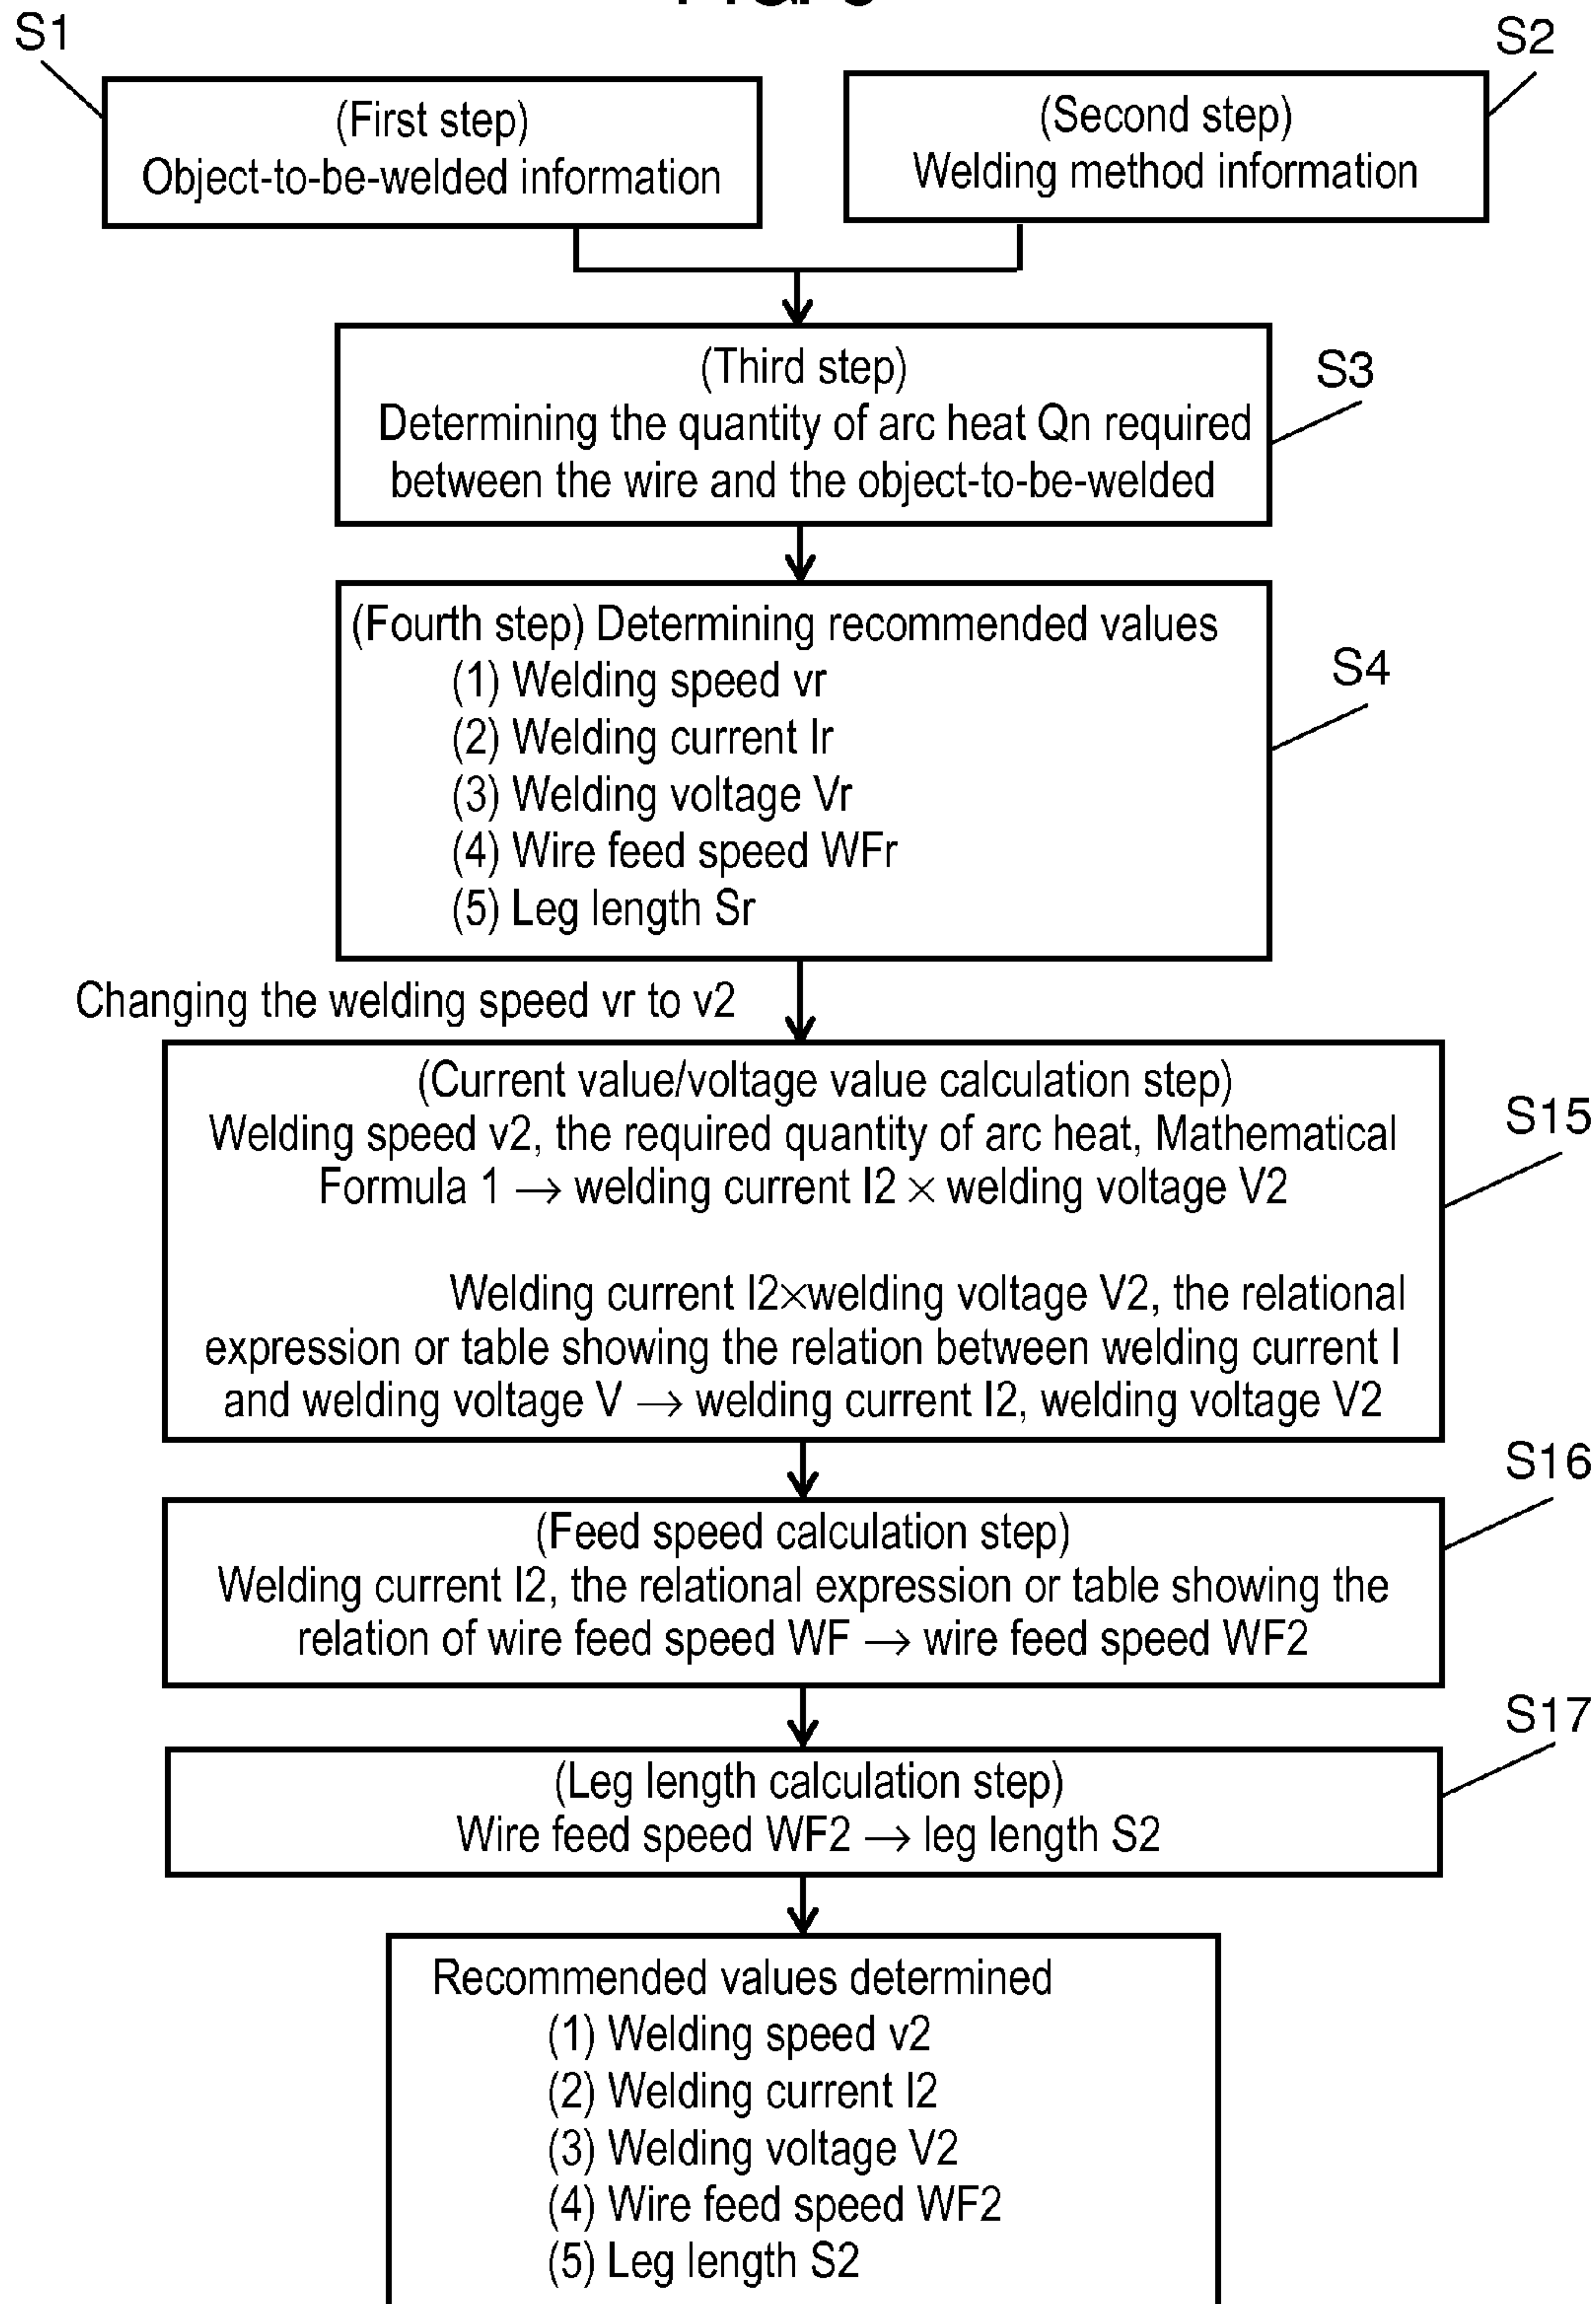 S1
S2
(First step)
Object-to-be-welded information
(Second step)
Welding method information
(Third step)
Determining the quantity of arc heat Qn required
between the wire and the object-to-be-welded
S3
(Fourth step) Determining recommended values
(1) Welding speed vr
(2) Welding current Ir
(3) Welding voltage Vr
(4) Wire feed speed WFr
(5) Leg length Sr
S4
Changing the welding speed vr to v2
(Current value/voltage value calculation step)
Welding speed v2, the required quantity of arc heat, Mathematical
Formula 1 → welding current I2 × welding voltage V2
Welding current I2×welding voltage V2, the relational
expression or table showing the relation between welding current I
and welding voltage V → welding current I2, welding voltage V2
S15
(Feed speed calculation step)
Welding current I2, the relational expression or table showing the
relation of wire feed speed WF → wire feed speed WF2
S16
(Leg length calculation step)
Wire feed speed WF2 → leg length S2
S17
Recommended values determined
(1) Welding speed v2
(2) Welding current I2
(3) Welding voltage V2
(4) Wire feed speed WF2
(5) Leg length S2